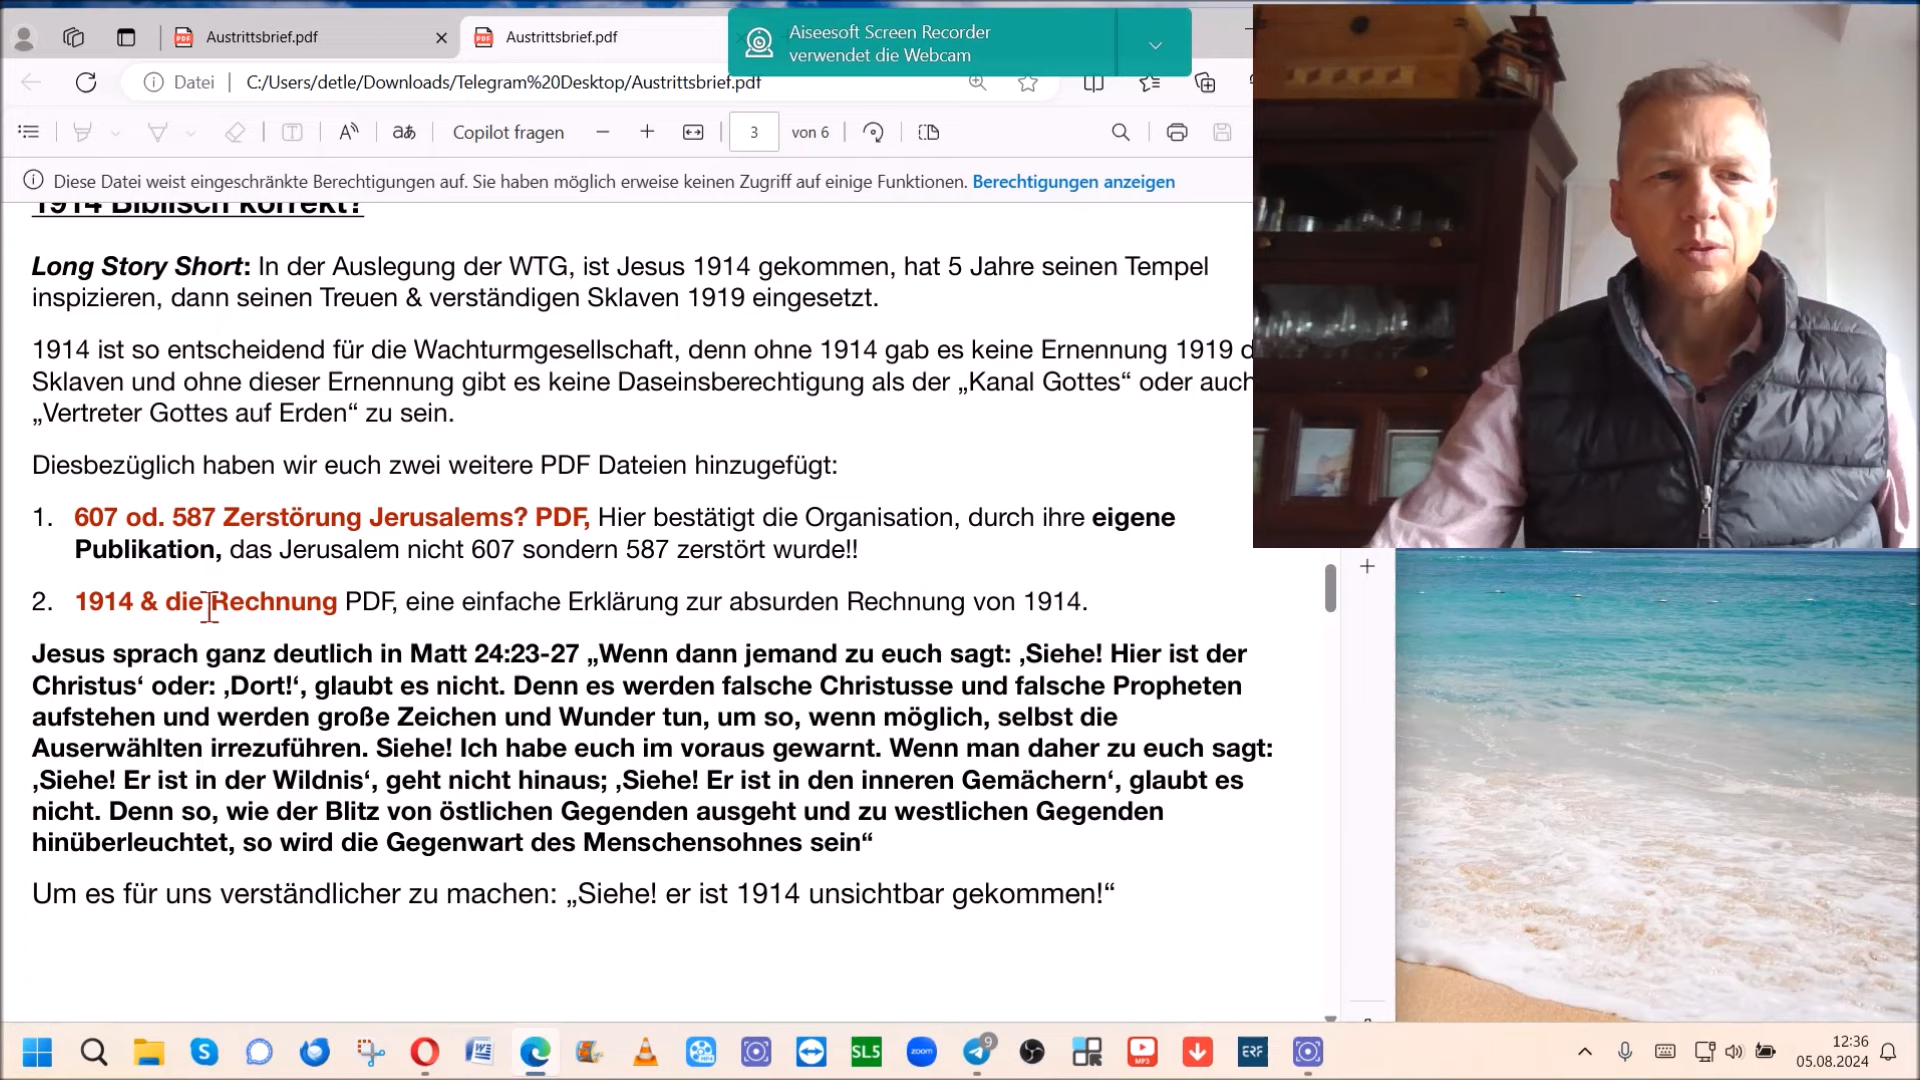 Austrittsbrief.pdf
Austrittsbrief.pdf
Aiseesoft Screen Recorder
verwendet die Webcam
Datei
C:/Users/detle/Downloads/Telegram%20Desktop/Austrittsbrief.pdf
Copilot fragen
3
von 6
Diese Datei weist eingeschränkte Berechtigungen auf. Sie haben möglich erweise keinen Zugriff auf einige Funktionen. Berechtigungen anzeigen
1914 Biblisch korrekt?
Long Story Short: In der Auslegung der WTG, ist Jesus 1914 gekommen, hat 5 Jahre seinen Tempel
inspizieren, dann seinen Treuen & verständigen Sklaven 1919 eingesetzt.
1914 ist so entscheidend für die Wachturmgesellschaft, denn ohne 1914 gab es keine Ernennung 1919 d
Sklaven und ohne dieser Ernennung gibt es keine Daseinsberechtigung als der „Kanal Gottes“ oder auch
„Vertreter Gottes auf Erden“ zu sein.
Diesbezüglich haben wir euch zwei weitere PDF Dateien hinzugefügt:
1. 607 od. 587 Zerstörung Jerusalems? PDF, Hier bestätigt die Organisation, durch ihre eigene
Publikation, das Jerusalem nicht 607 sondern 587 zerstört wurde!!
2. 1914 & die Rechnung PDF, eine einfache Erklärung zur absurden Rechnung von 1914.
Jesus sprach ganz deutlich in Matt 24:23-27 „Wenn dann jemand zu euch sagt: ‚Siehe! Hier ist der
Christus‘ oder: ‚Dort!‘, glaubt es nicht. Denn es werden falsche Christusse und falsche Propheten
aufstehen und werden große Zeichen und Wunder tun, um so, wenn möglich, selbst die
Auserwählten irrezuführen. Siehe! Ich habe euch im voraus gewarnt. Wenn man daher zu euch sagt:
‚Siehe! Er ist in der Wildnis‘, geht nicht hinaus; ‚Siehe! Er ist in den inneren Gemächern‘, glaubt es
nicht. Denn so, wie der Blitz von östlichen Gegenden ausgeht und zu westlichen Gegenden
hinüberleuchtet, so wird die Gegenwart des Menschensohnes sein“
Um es für uns verständlicher zu machen: „Siehe! er ist 1914 unsichtbar gekommen!“
SL5
zoom
9
MP3
ERF
12:36
05.08.2024